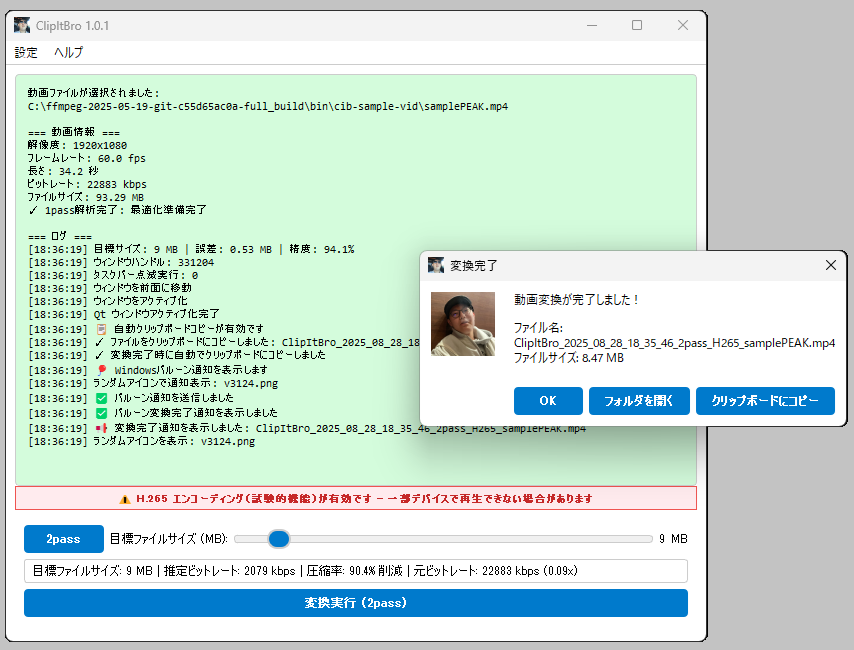 ClipItBro 1.0.1
設定 ヘルプ
動画ファイルが選択されました:
C:\ffmpeg-2025-05-19-git-c55d65ac0a-full_build\bin\cib-sample-vid\samplePEAK.mp4
=== 動画情報 ===
解像度: 1920x1080
フレームレート: 60.0 fps
長さ: 34.2 秒
ビットレート: 22883 kbps
ファイルサイズ: 93.29 MB
✓ 1pass解析完了: 最適化準備完了
=== ログ ===
[18:36:19] 目標サイズ: 9 MB | 誤差: 0.53 MB | 精度: 94.1%
[18:36:19] ウィンドウハンドル: 331204
[18:36:19] タスクバー点滅実行: 0
[18:36:19] ウィンドウを前面に移動
[18:36:19] ウィンドウをアクティブ化
[18:36:19] Qt ウィンドウアクティブ化完了
[18:36:19] 📋 自動クリップボードコピーが有効です
[18:36:19] ✓ ファイルをクリップボードにコピーしました: ClipItBro_2025_08_28_18
[18:36:19] ✓ 変換完了時に自動でクリップボードにコピーしました
[18:36:19] 🎈 Windowsバルーン通知を表示します
[18:36:19] ランダムアイコンで通知表示: v3124.png
[18:36:19] ✅ バルーン通知を送信しました
[18:36:19] ✅ バルーン変換完了通知を表示しました
[18:36:19] 📢 変換完了通知を表示しました: ClipItBro_2025_08_28_18_35_46_2pass_H265_samplePEAK.mp4
[18:36:19] ランダムアイコンを表示: v3124.png
⚠️ H.265 エンコーディング(試験的機能)が有効です - 一部デバイスで再生できない場合があります
2pass 目標ファイルサイズ (MB): 9 MB
目標ファイルサイズ: 9 MB | 推定ビットレート: 2079 kbps | 圧縮率: 90.4% 削減 | 元ビットレート: 22883 kbps (0.09x)
変換実行 (2pass)
変換完了
動画変換が完了しました！
ファイル名:
ClipItBro_2025_08_28_18_35_46_2pass_H265_samplePEAK.mp4
ファイルサイズ: 8.47 MB
OK フォルダを開く クリップボードにコピー